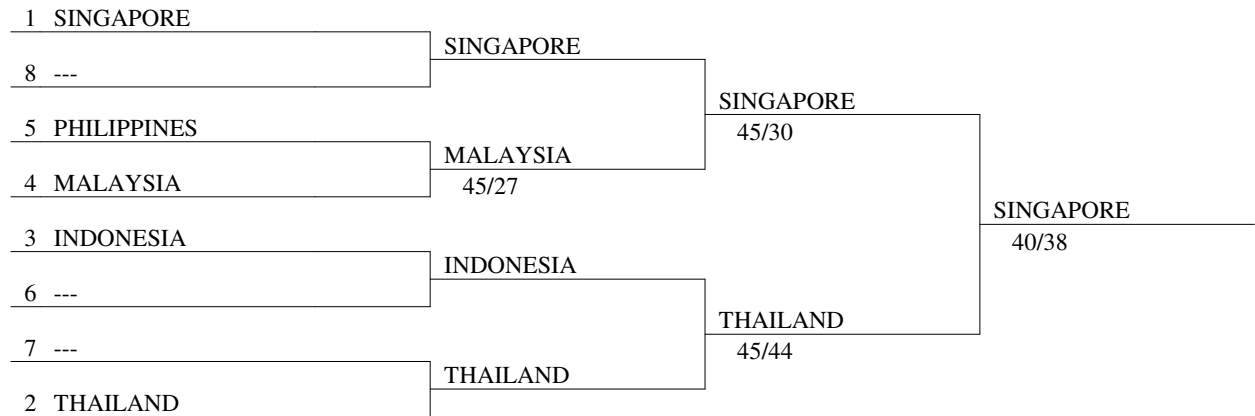 1 SINGAPORE
SINGAPORE
8 ---
SINGAPORE
45/30
5 PHILIPPINES
MALAYSIA
45/27
4 MALAYSIA
SINGAPORE
40/38
3 INDONESIA
INDONESIA
6 ---
THAILAND
45/44
7 ---
THAILAND
2 THAILAND